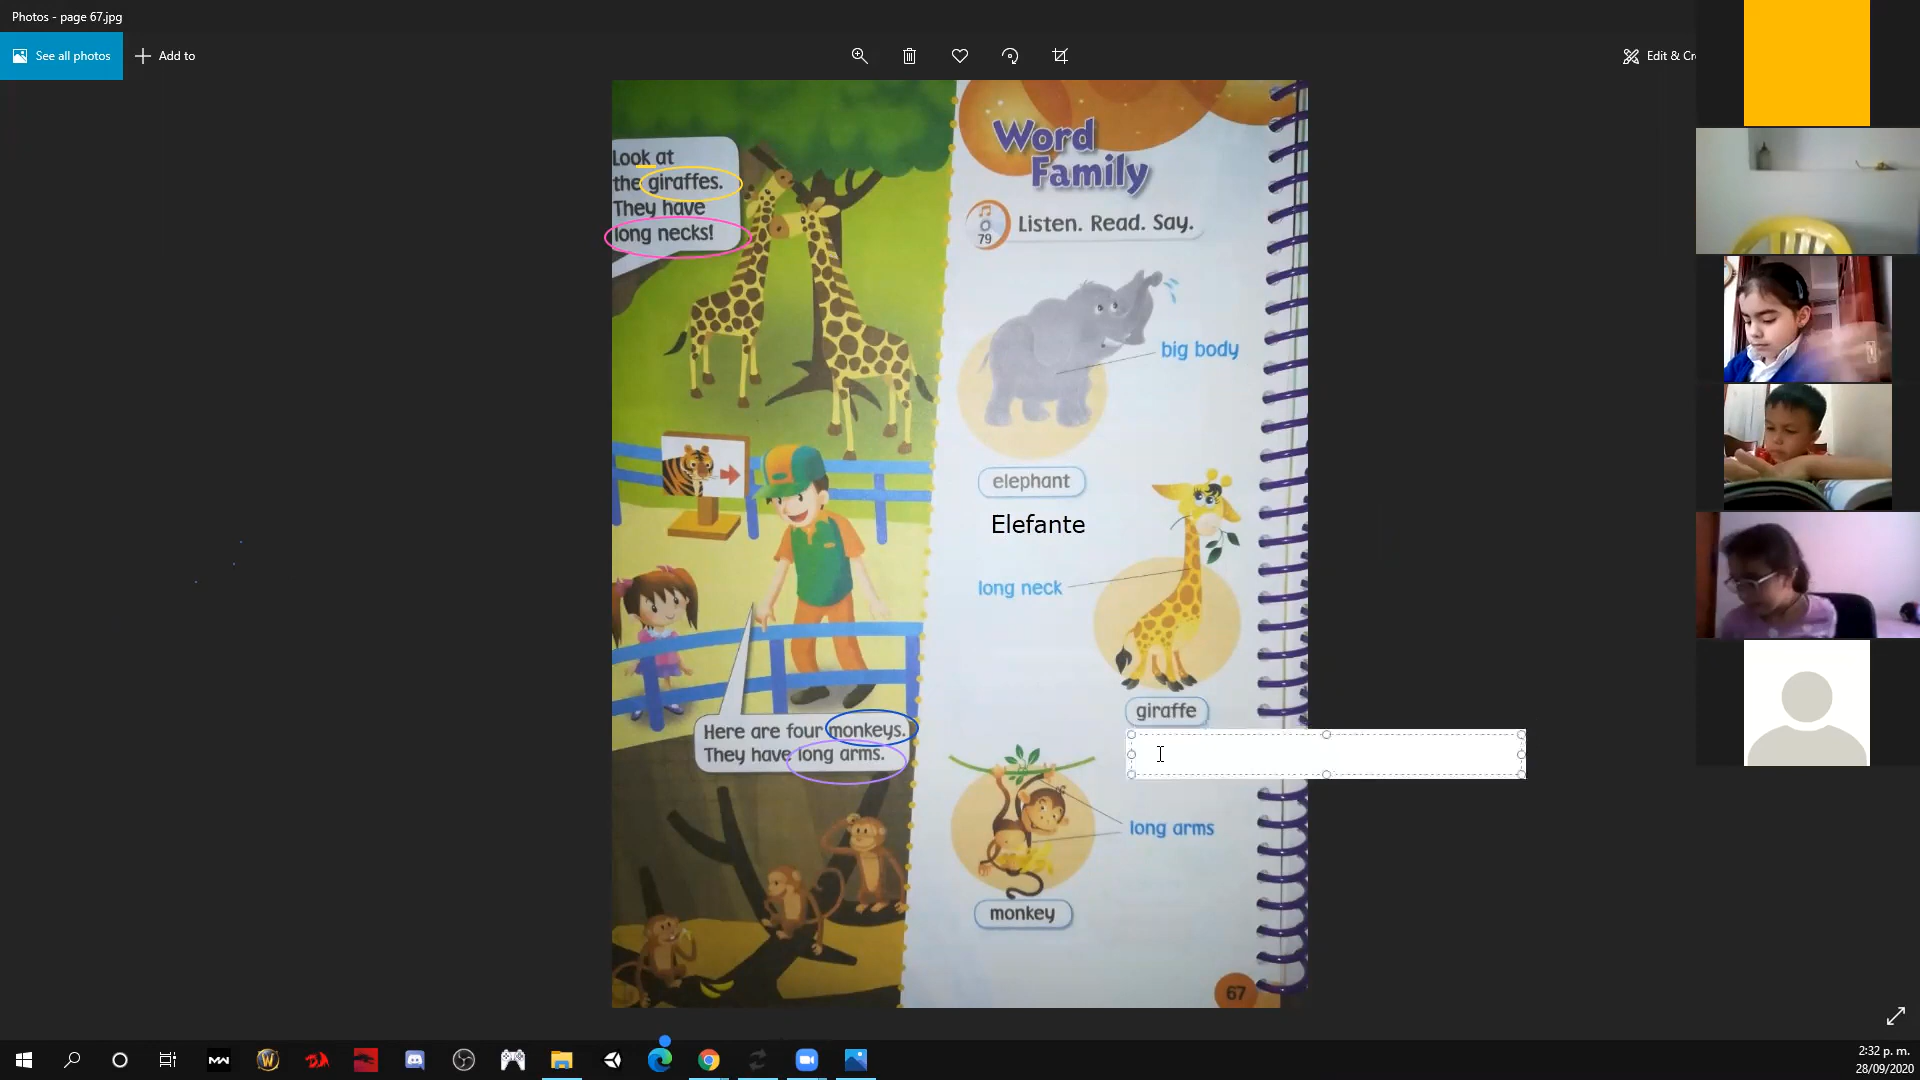 Photos - page 67.jpg
See all photos
Add to
Edit & Cr
Look at
the giraffes.
They have
long necks!
Here are four monkeys.
They have long arms.
Word
Family
79
Listen. Read. Say.
big body
elephant
Elefante
long neck
giraffe
long arms
monkey
67
MW
2:32 p. m.
28/09/2020